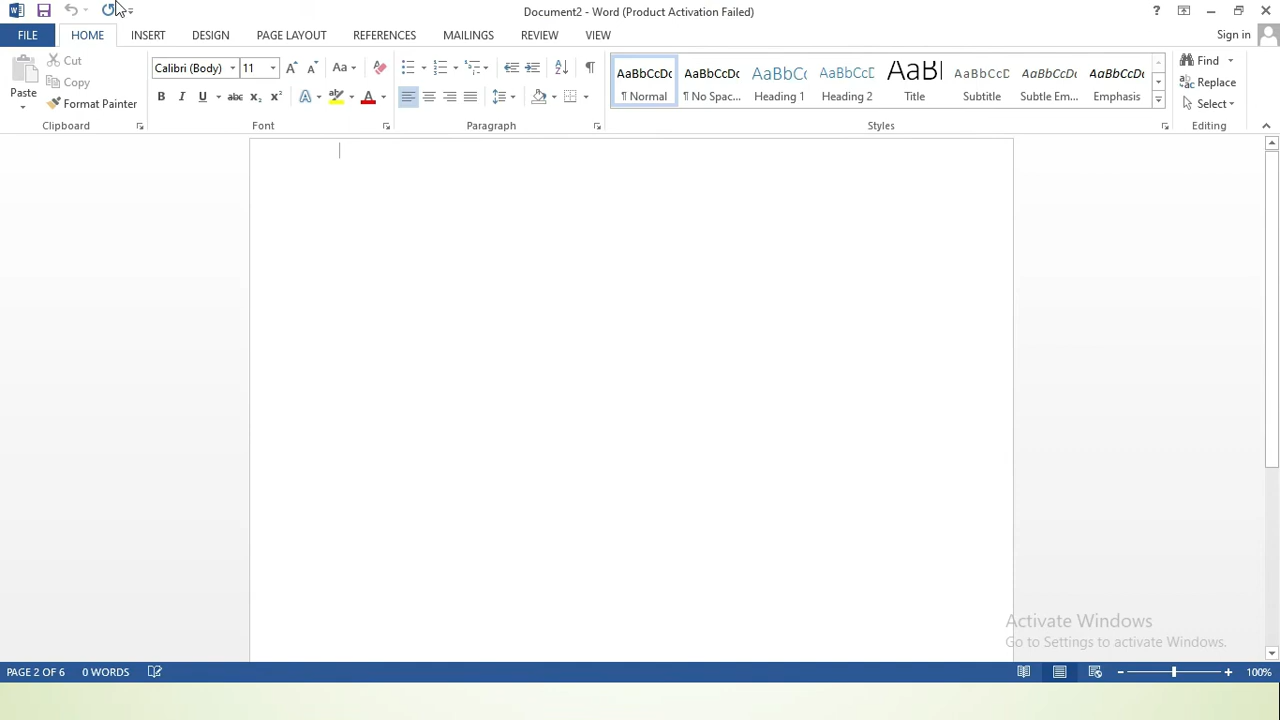 Document2 - Word (Product Activation Failed)
FILE HOME INSERT DESIGN PAGE LAYOUT REFERENCES MAILINGS REVIEW VIEW Sign in
Paste
Cut
Copy
Format Painter
Clipboard
Calibri (Body) 11
Font
Paragraph
AaBbCcDc AaBbCcDc AaBbCc AaBbCcD AaBl AaBbCcD AaBbCcDc AaBbCcDc
¶ Normal ¶ No Spac... Heading 1 Heading 2 Title Subtitle Subtle Em... Emphasis
Styles
Find
Replace
Select
Editing
Activate Windows
Go to Settings to activate Windows.
PAGE 2 OF 6 0 WORDS 100%